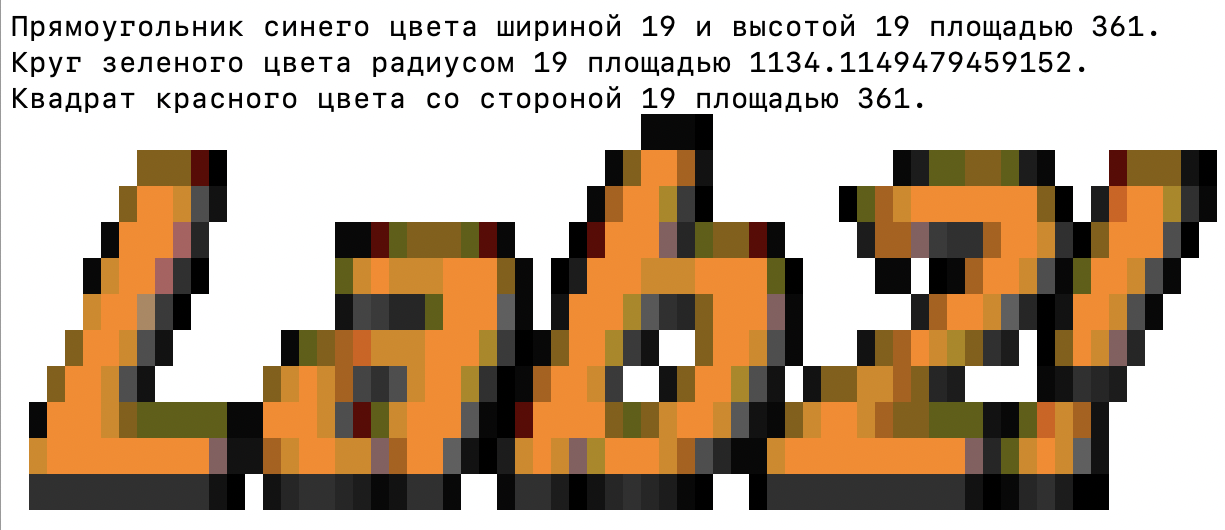 Прямоугольник синего цвета шириной 19 и высотой 19 площадью 361.
Круг зеленого цвета радиусом 19 площадью 1134.1149479459152.
Квадрат красного цвета со стороной 19 площадью 361.
Lab2!